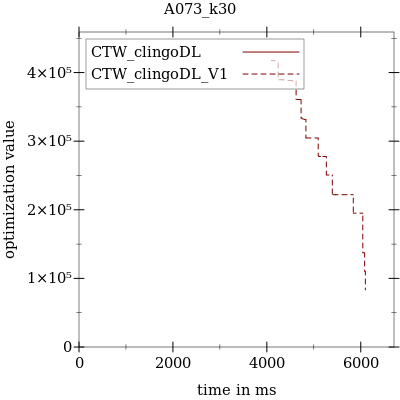 A073_k30
CTW_clingoDL
CTW_clingoDL_V1
optimization value
4×10⁵
3×10⁵
2×10⁵
1×10⁵
0
0 2000 4000 6000
time in ms